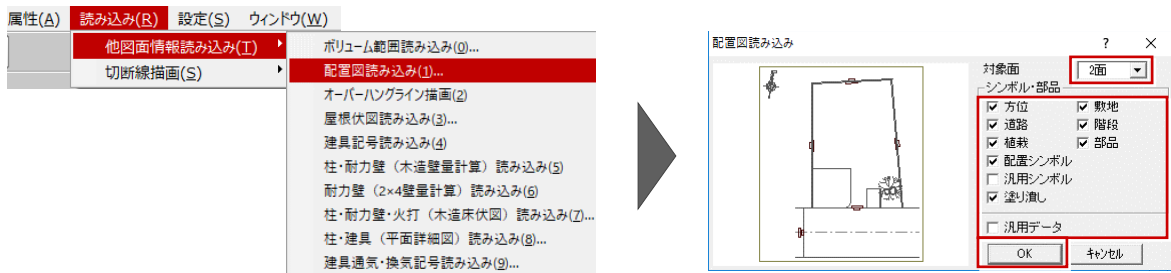 属性(A) 読み込み(R) 設定(S) ウィンドウ(W)
他図面情報読み込み(T)
切断線描画(S)
ボリューム範囲読み込み(0)...
配置図読み込み(1)...
オーバーハングライン描画(2)
屋根伏図読み込み(3)...
建具記号読み込み(4)
柱・耐力壁（木造壁量計算）読み込み(5)
耐力壁（2×4壁量計算）読み込み(6)
柱・耐力壁・火打（木造床伏図）読み込み(7)...
柱・建具（平面詳細図）読み込み(8)...
建具通気・換気記号読み込み(9)...
配置図読み込み ? ×
対象面 2面
シンボル・部品
方位 敷地
道路 階段
植栽 部品
配置シンボル
汎用シンボル
塗り潰し
汎用データ
OK キャンセル